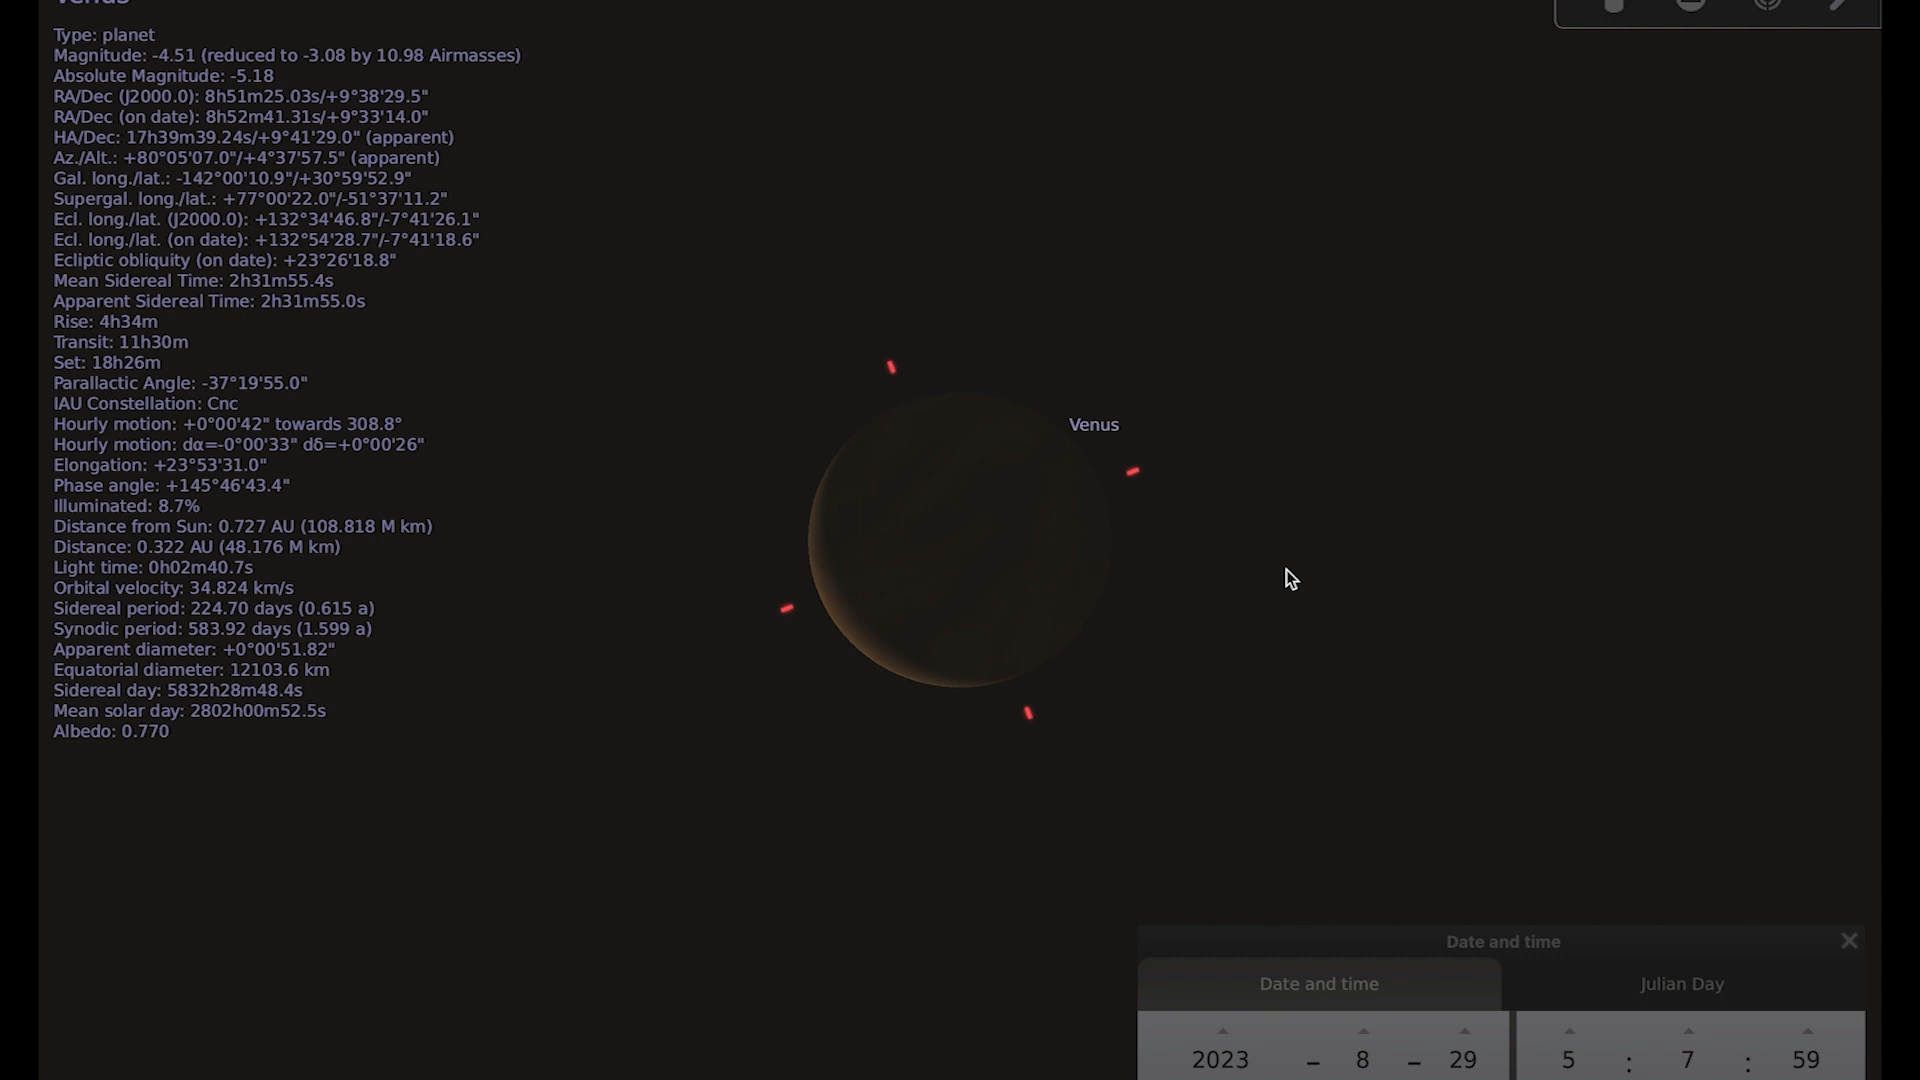 Venus
Type: planet
Magnitude: -4.51 (reduced to -3.08 by 10.98 Airmasses)
Absolute Magnitude: -5.18
RA/Dec (J2000.0): 8h51m25.03s/+9°38'29.5"
RA/Dec (on date): 8h52m41.31s/+9°33'14.0"
HA/Dec: 17h39m39.24s/+9°41'29.0" (apparent)
Az./Alt.: +80°05'07.0"/+4°37'57.5" (apparent)
Gal. long./lat.: -142°00'10.9"/+30°59'52.9"
Supergal. long./lat.: +77°00'22.0"/-51°37'11.2"
Ecl. long./lat. (J2000.0): +132°34'46.8"/-7°41'26.1"
Ecl. long./lat. (on date): +132°54'28.7"/-7°41'18.6"
Ecliptic obliquity (on date): +23°26'18.8"
Mean Sidereal Time: 2h31m55.4s
Apparent Sidereal Time: 2h31m55.0s
Rise: 4h34m
Transit: 11h30m
Set: 18h26m
Parallactic Angle: -37°19'55.0"
IAU Constellation: Cnc
Hourly motion: +0°00'42" towards 308.8°
Hourly motion: dα=-0°00'33" dδ=+0°00'26"
Elongation: +23°53'31.0"
Phase angle: +145°46'43.4"
Illuminated: 8.7%
Distance from Sun: 0.727 AU (108.818 M km)
Distance: 0.322 AU (48.176 M km)
Light time: 0h02m40.7s
Orbital velocity: 34.824 km/s
Sidereal period: 224.70 days (0.615 a)
Synodic period: 583.92 days (1.599 a)
Apparent diameter: +0°00'51.82"
Equatorial diameter: 12103.6 km
Sidereal day: 5832h28m48.4s
Mean solar day: 2802h00m52.5s
Albedo: 0.770
Venus
Date and time
Date and time Julian Day
2023 – 8 – 29 5 : 7 : 59